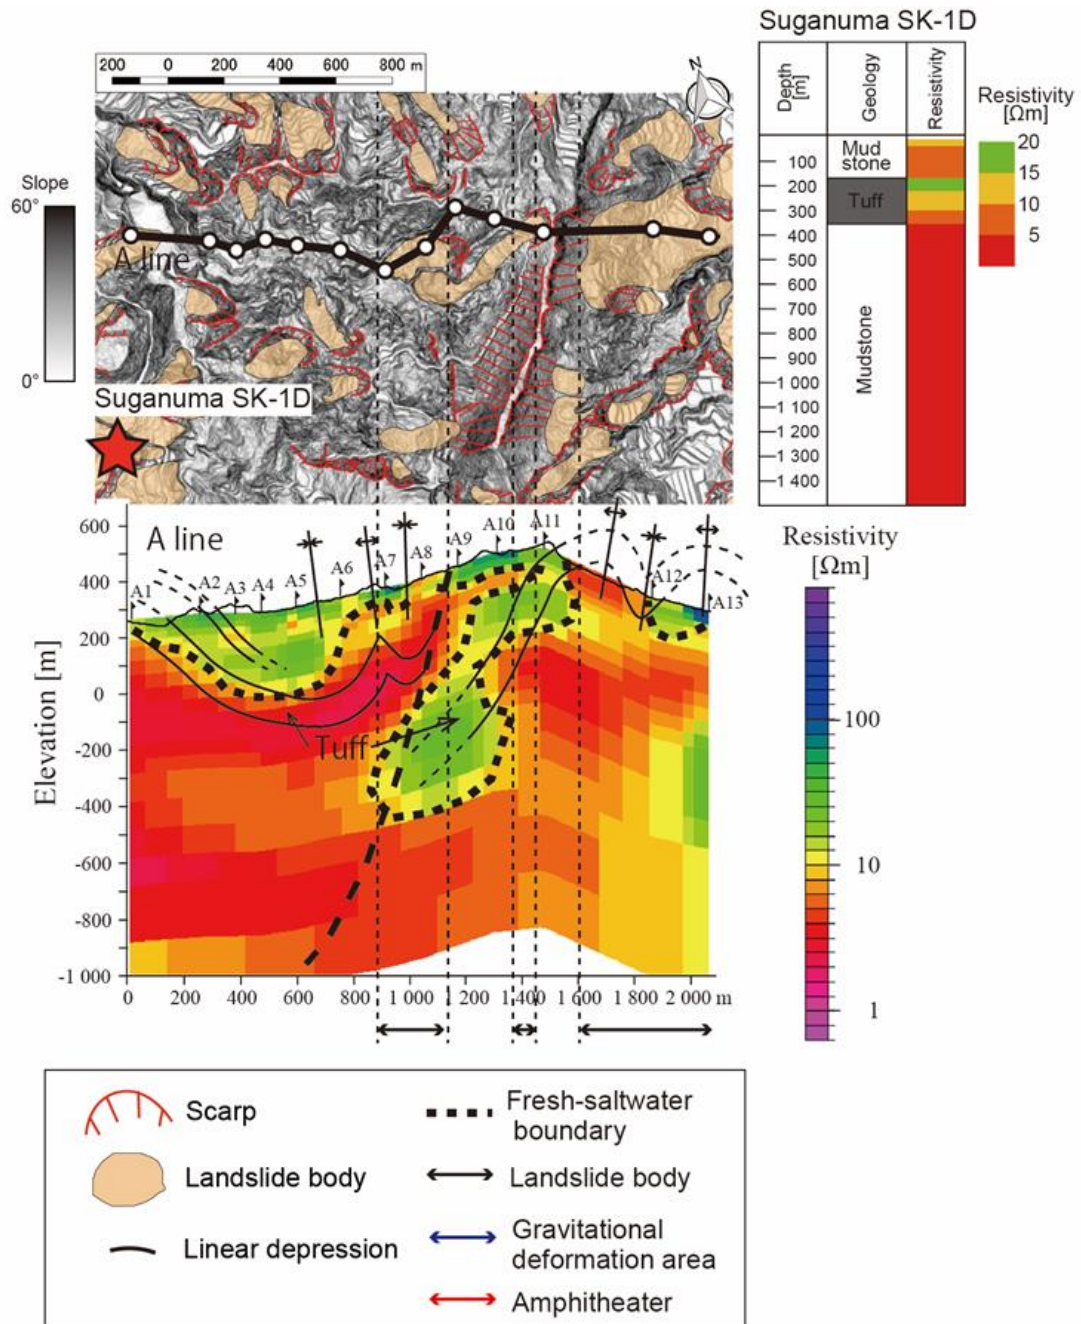 Suganuma SK-1D
200 0 200 400 600 800 m
N
Depth
[m]
Geology
Resistivity
Resistivity
[Ωm]
Mud
stone
Tuff
Mudstone
100
200
300
400
500
600
700
800
900
1 000
1 100
1 200
1 300
1 400
20
15
10
5
Slope
60°
0°
A line
Suganuma SK-1D
A line
600
400
200
0
-200
-400
-600
-800
-1 000
Elevation [m]
A1
A2
A3
A4
A5
A6
A7
A8
A9
A10
A11
A12
A13
Tuff
0 200 400 600 800 1 000 1 200 1 400 1 600 1 800 2 000 m
Resistivity
[Ωm]
100
10
1
Scarp
Landslide body
Linear depression
Fresh-saltwater
boundary
Landslide body
Gravitational
deformation area
Amphitheater